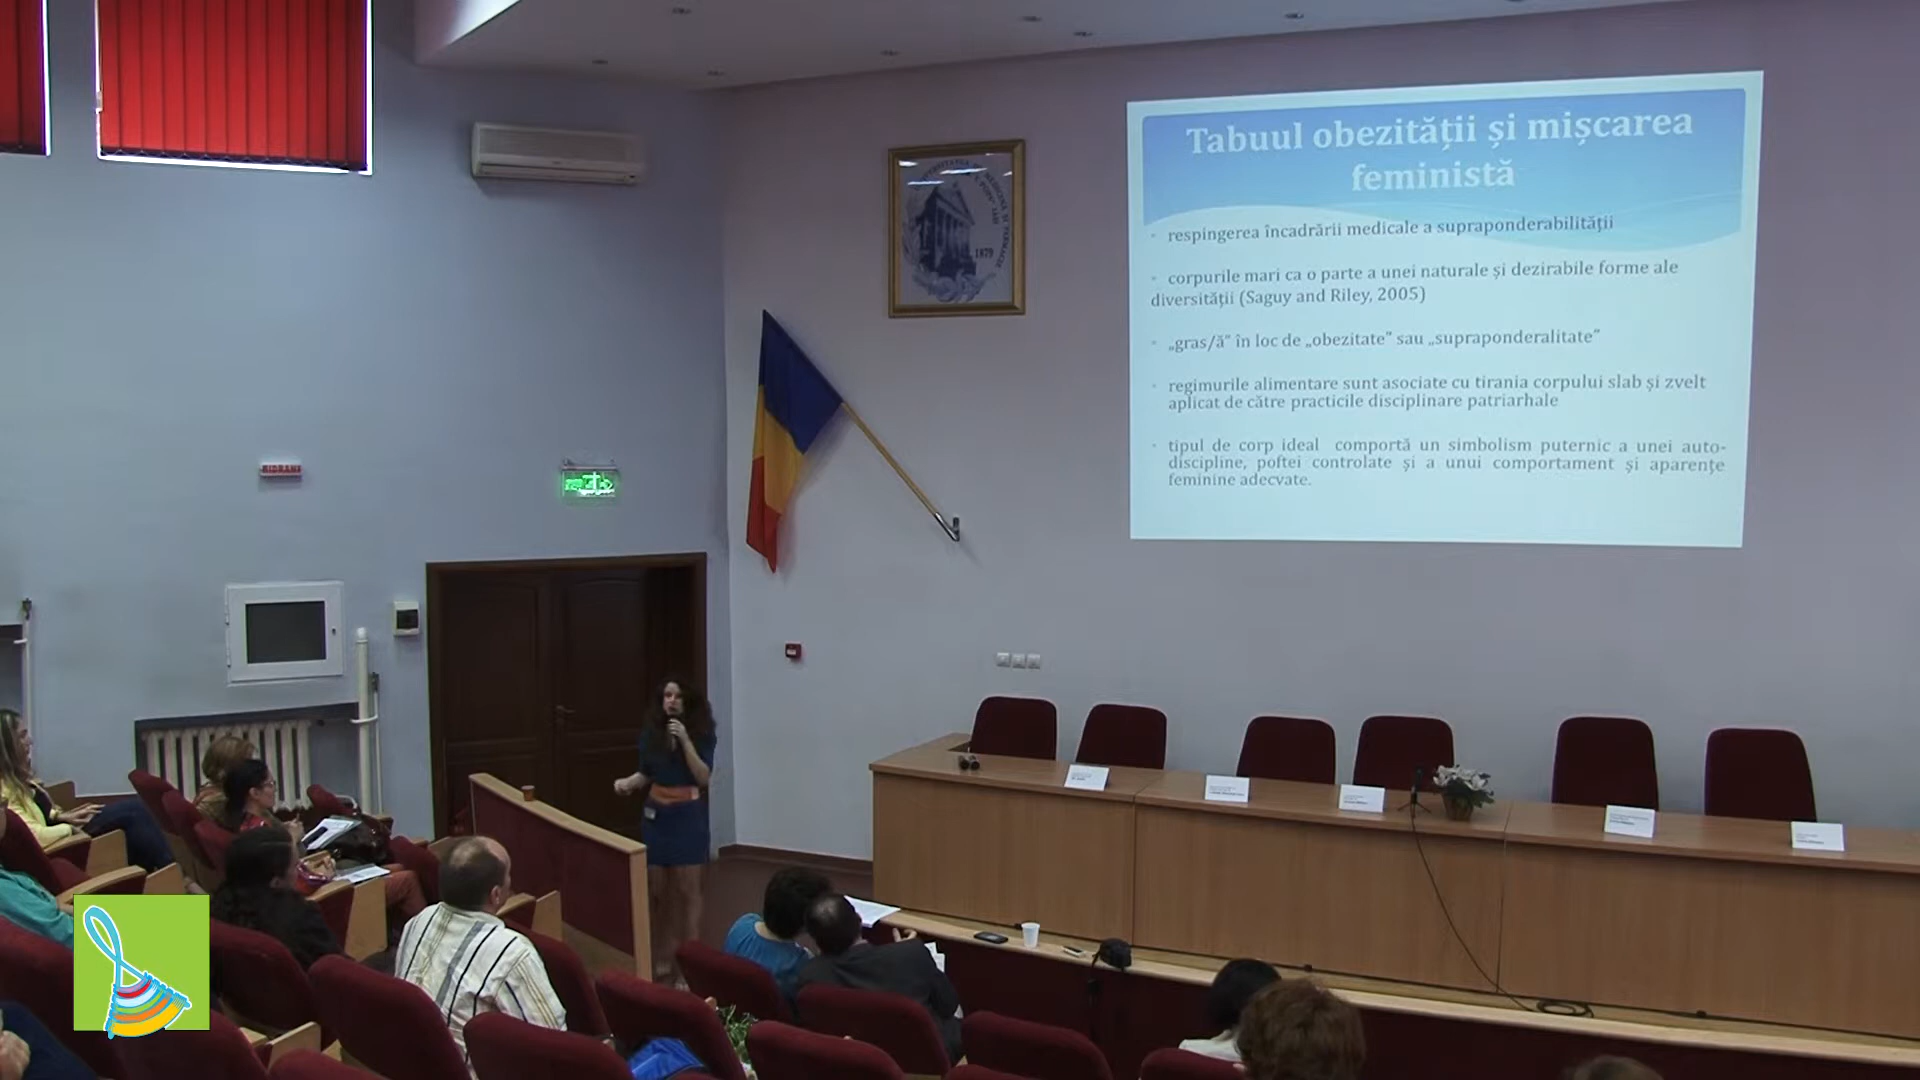 Tabuul obezității și mișcarea
feministă
respingerea încadrării medicale a supraponderabilității
corpurile mari ca o parte a unei naturale și dezirabile forme ale
diversității (Saguy and Riley, 2005)
„gras/ă” în loc de „obezitate” sau „supraponderalitate”
regimurile alimentare sunt asociate cu tirania corpului slab și zvelt
aplicat de către practicile disciplinare patriarhale
tipul de corp ideal comportă un simbolism puternic a unei auto-
discipline, poftei controlate și a unui comportament și aparențe
feminine adecvate.
1879
HIDRANT